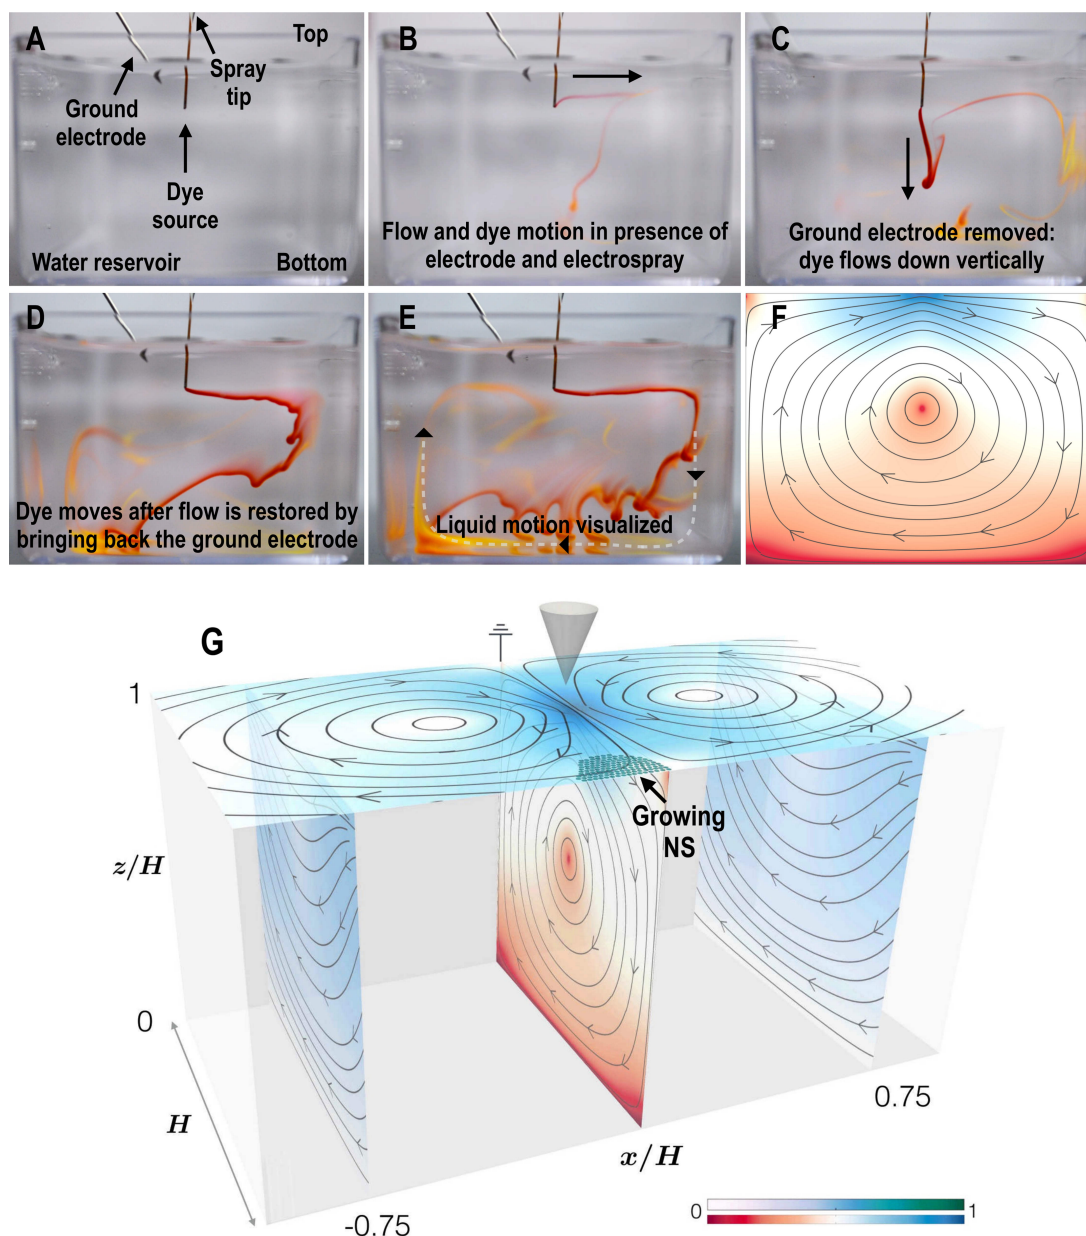 A
Top
Ground
electrode
Spray
tip
Dye
source
Water reservoir
Bottom
B
Flow and dye motion in presence of
electrode and electrospray
C
Ground electrode removed:
dye flows down vertically
D
Dye moves after flow is restored by
bringing back the ground electrode
E
Liquid motion visualized
F
G
1
Growing
NS
z/H
0
H
0.75
x/H
-0.75
0
1